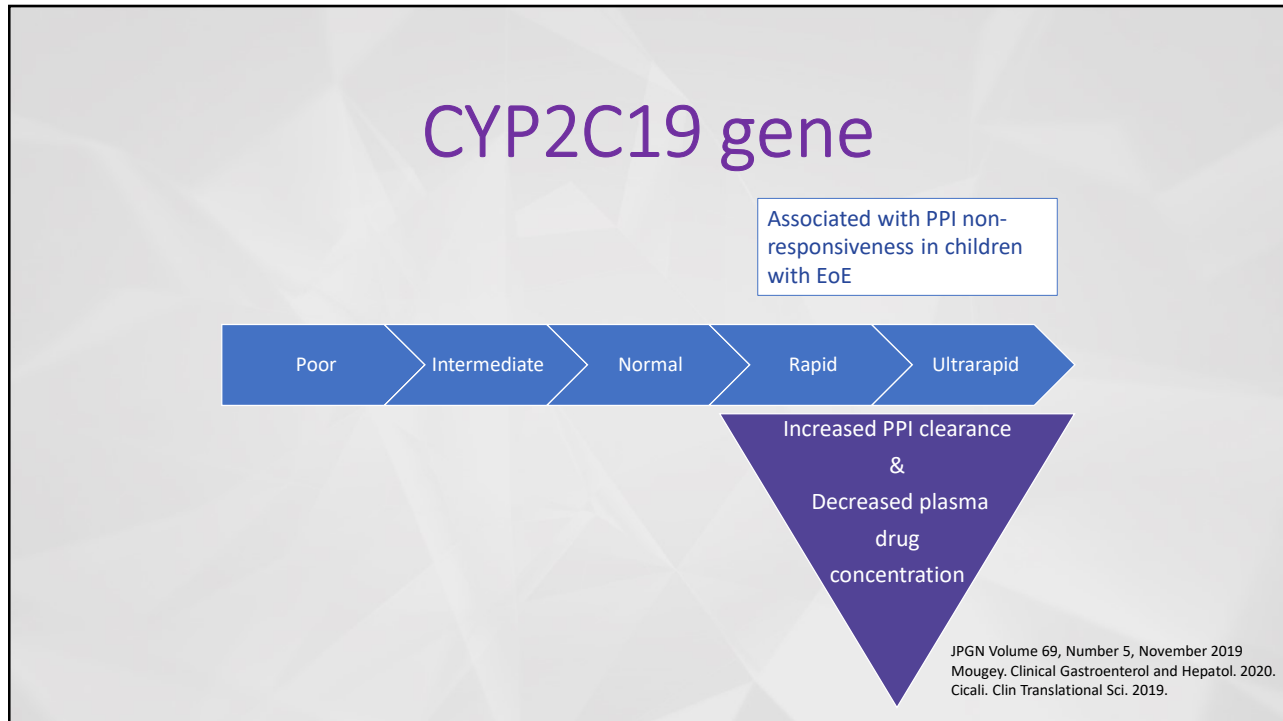 CYP2C19 gene
Associated with PPI non-
responsiveness in children
with EoE
Poor
Intermediate
Normal
Rapid
Ultrarapid
Increased PPI clearance
&
Decreased plasma
drug
concentration
JPGN Volume 69, Number 5, November 2019
Mougey. Clinical Gastroenterol and Hepatol. 2020.
Cicali. Clin Translational Sci. 2019.